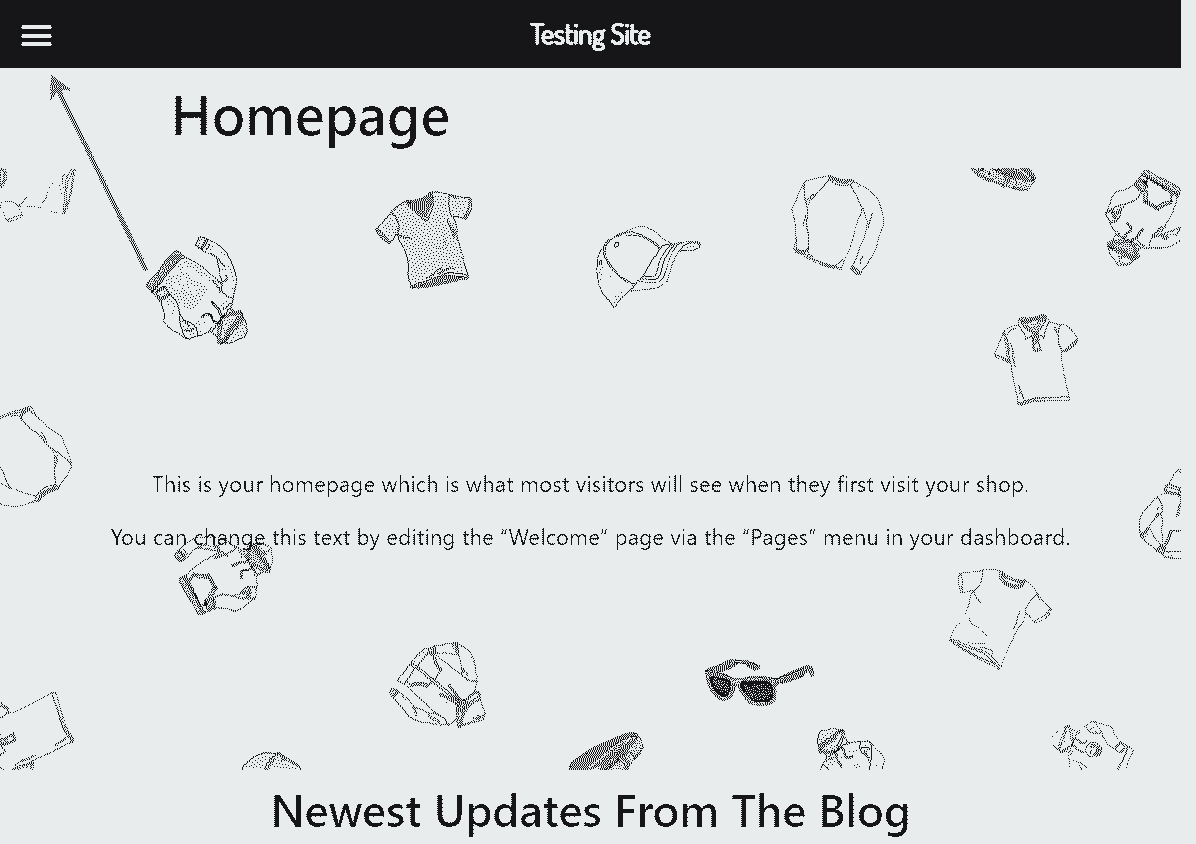 Testing Site
Homepage
This is your homepage which is what most visitors will see when they first visit your shop.
You can change this text by editing the “Welcome” page via the “Pages” menu in your dashboard.
Newest Updates From The Blog